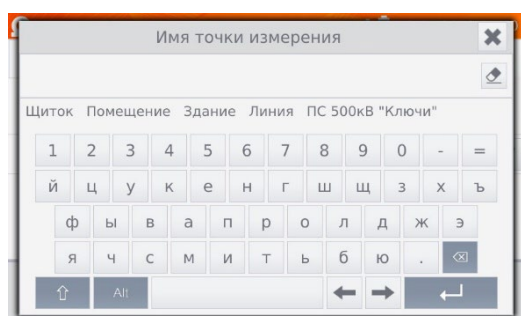 Имя точки измерения
Щиток Помещение Здание Линия ПС 500кВ "Ключи"
1 2 3 4 5 6 7 8 9 0 - =
й ц у к е н г ш щ з х ъ
ф ы в а п р о л д ж э
я ч с м и т ь б ю .
Alt